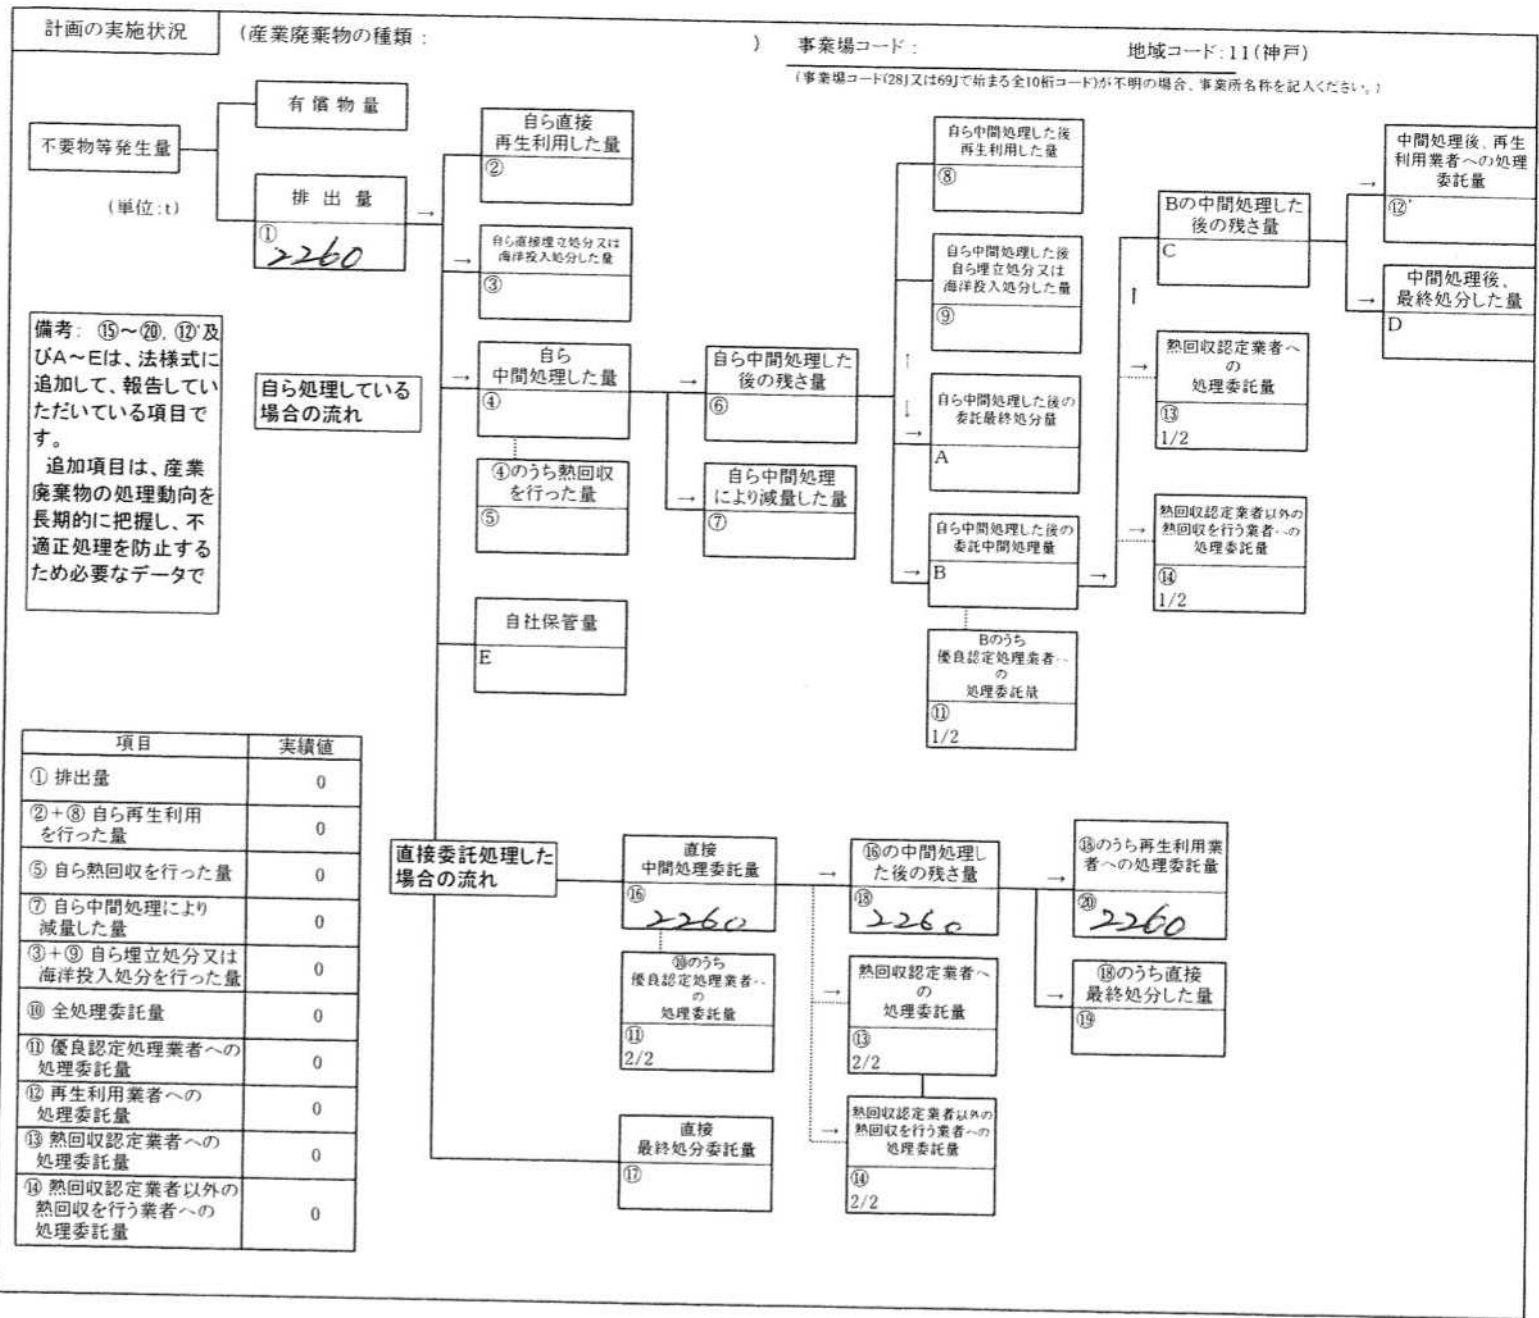 計画の実施状況
(産業廃棄物の種類:
)
事業場コード:
地域コード:11(神戸)
(事業場コード(28]又は69]で始まる全10桁コード)が不明の場合、事業所名称を記入ください。)
不要物等発生量
(単位:t)
有償物量
排出量
①
2260
備考: ⑮～⑳, ⑫'及
びA～Eは、法様式に
追加して、報告してい
ただいている項目で
す。
追加項目は、産業
廃棄物の処理動向を
長期的に把握し、不
適正処理を防止する
ため必要なデータで
自ら処理している
場合の流れ
自ら直接
再生利用した量
②
自ら直接埋立処分又は
海洋投入処分した量
③
自ら
中間処理した量
④
④のうち熱回収
を行った量
⑤
自社保管量
E
自ら中間処理した
後の残さ量
⑥
自ら中間処理
により減量した量
⑦
自ら中間処理した後
再生利用した量
⑧
自ら中間処理した後
自ら埋立処分又は
海洋投入処分した量
⑨
自ら中間処理した後の
委託最終処分量
A
自ら中間処理した後の
委託中間処理量
B
Bのうち
優良認定処理業者へ
の
処理委託量
⑪
1/2
Bの中間処理した
後の残さ量
C
熱回収認定業者へ
の
処理委託量
⑬
1/2
熱回収認定業者以外の
熱回収を行う業者への
処理委託量
⑭
1/2
中間処理後、再生
利用業者への処理
委託量
⑫'
中間処理後、
最終処分した量
D
項目 実績値
① 排出量 0
②+⑧ 自ら再生利用
を行った量 0
⑤ 自ら熱回収を行った量 0
⑦ 自ら中間処理により
減量した量 0
③+⑨ 自ら埋立処分又は
海洋投入処分を行った量 0
⑩ 全処理委託量 0
⑪ 優良認定処理業者への
処理委託量 0
⑫ 再生利用業者への
処理委託量 0
⑬ 熱回収認定業者への
処理委託量 0
⑭ 熱回収認定業者以外の
熱回収を行う業者への
処理委託量 0
直接委託処理した
場合の流れ
直接
中間処理委託量
⑯
2260
⑩のうち
優良認定処理業者へ
の
処理委託量
⑪
2/2
直接
最終処分委託量
⑰
⑯の中間処理し
た後の残さ量
⑱
2260
熱回収認定業者へ
の
処理委託量
⑬
2/2
熱回収認定業者以外の
熱回収を行う業者への
処理委託量
⑭
2/2
⑱のうち再生利用業
者への処理委託量
⑳
2260
⑱のうち直接
最終処分した量
⑲